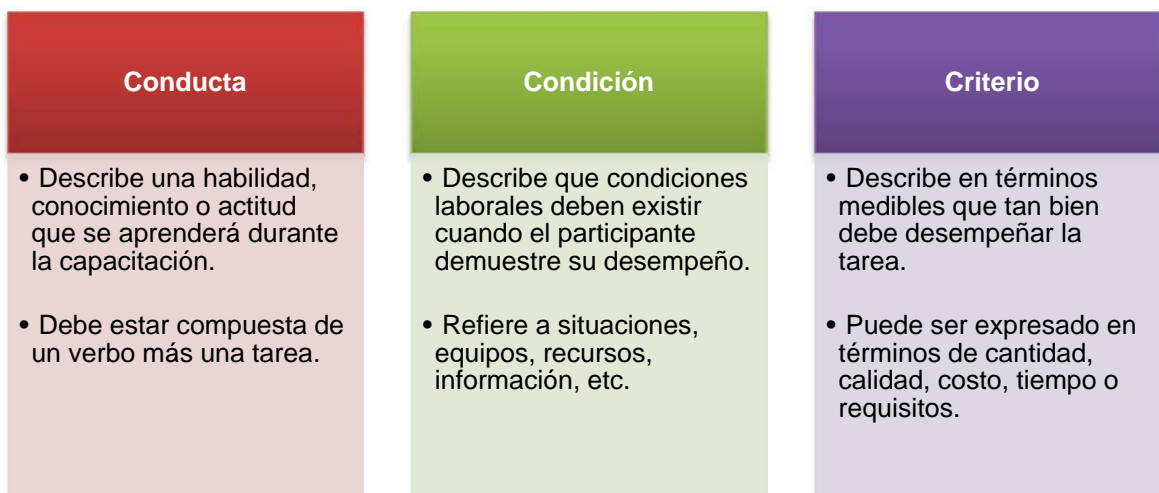 Conducta
• Describe una habilidad,
conocimiento o actitud
que se aprenderá durante
la capacitación.
• Debe estar compuesta de
un verbo más una tarea.
Condición
• Describe que condiciones
laborales deben existir
cuando el participante
demuestre su desempeño.
• Refiere a situaciones,
equipos, recursos,
información, etc.
Criterio
• Describe en términos
medibles que tan bien
debe desempeñar la
tarea.
• Puede ser expresado en
términos de cantidad,
calidad, costo, tiempo o
requisitos.